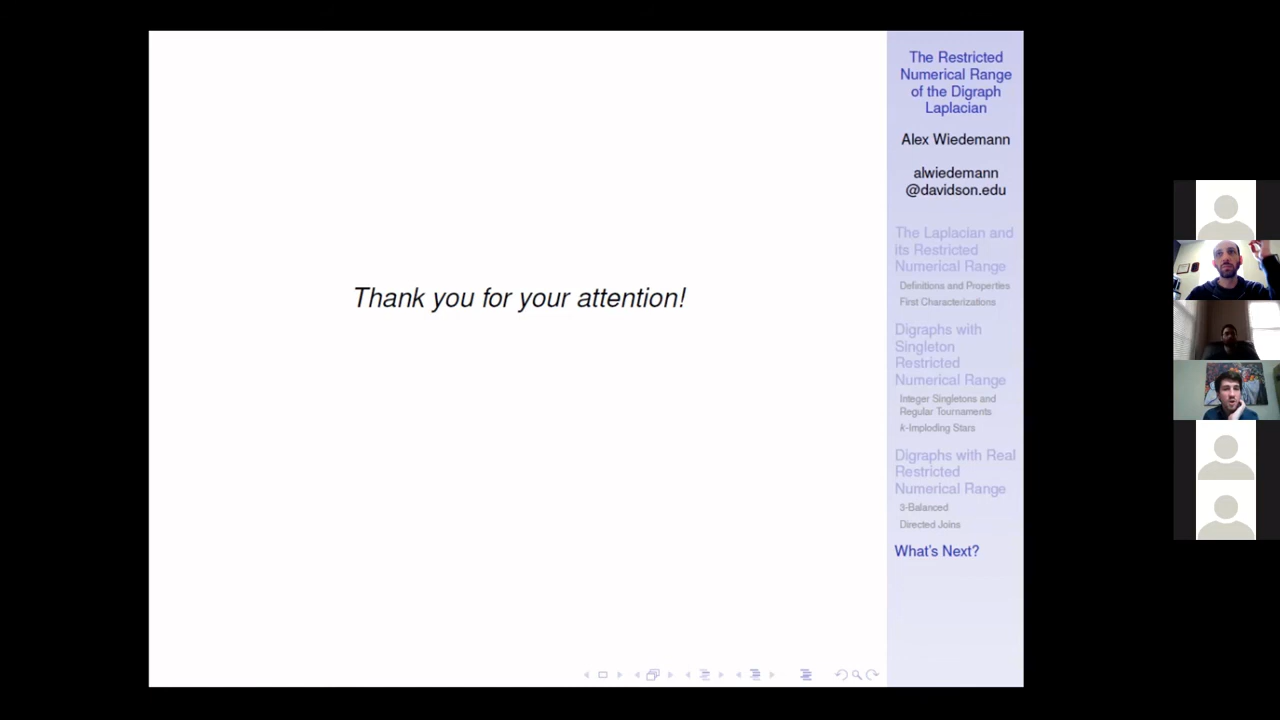 Thank you for your attention!
The Restricted
Numerical Range
of the Digraph
Laplacian
Alex Wiedemann
alwiedemann
@davidson.edu
The Laplacian and
its Restricted
Numerical Range
Definitions and Properties
First Characterizations
Digraphs with
Singleton
Restricted
Numerical Range
Integer Singletons and
Regular Tournaments
k-Imploding Stars
Digraphs with Real
Restricted
Numerical Range
3-Balanced
Directed Joins
What's Next?